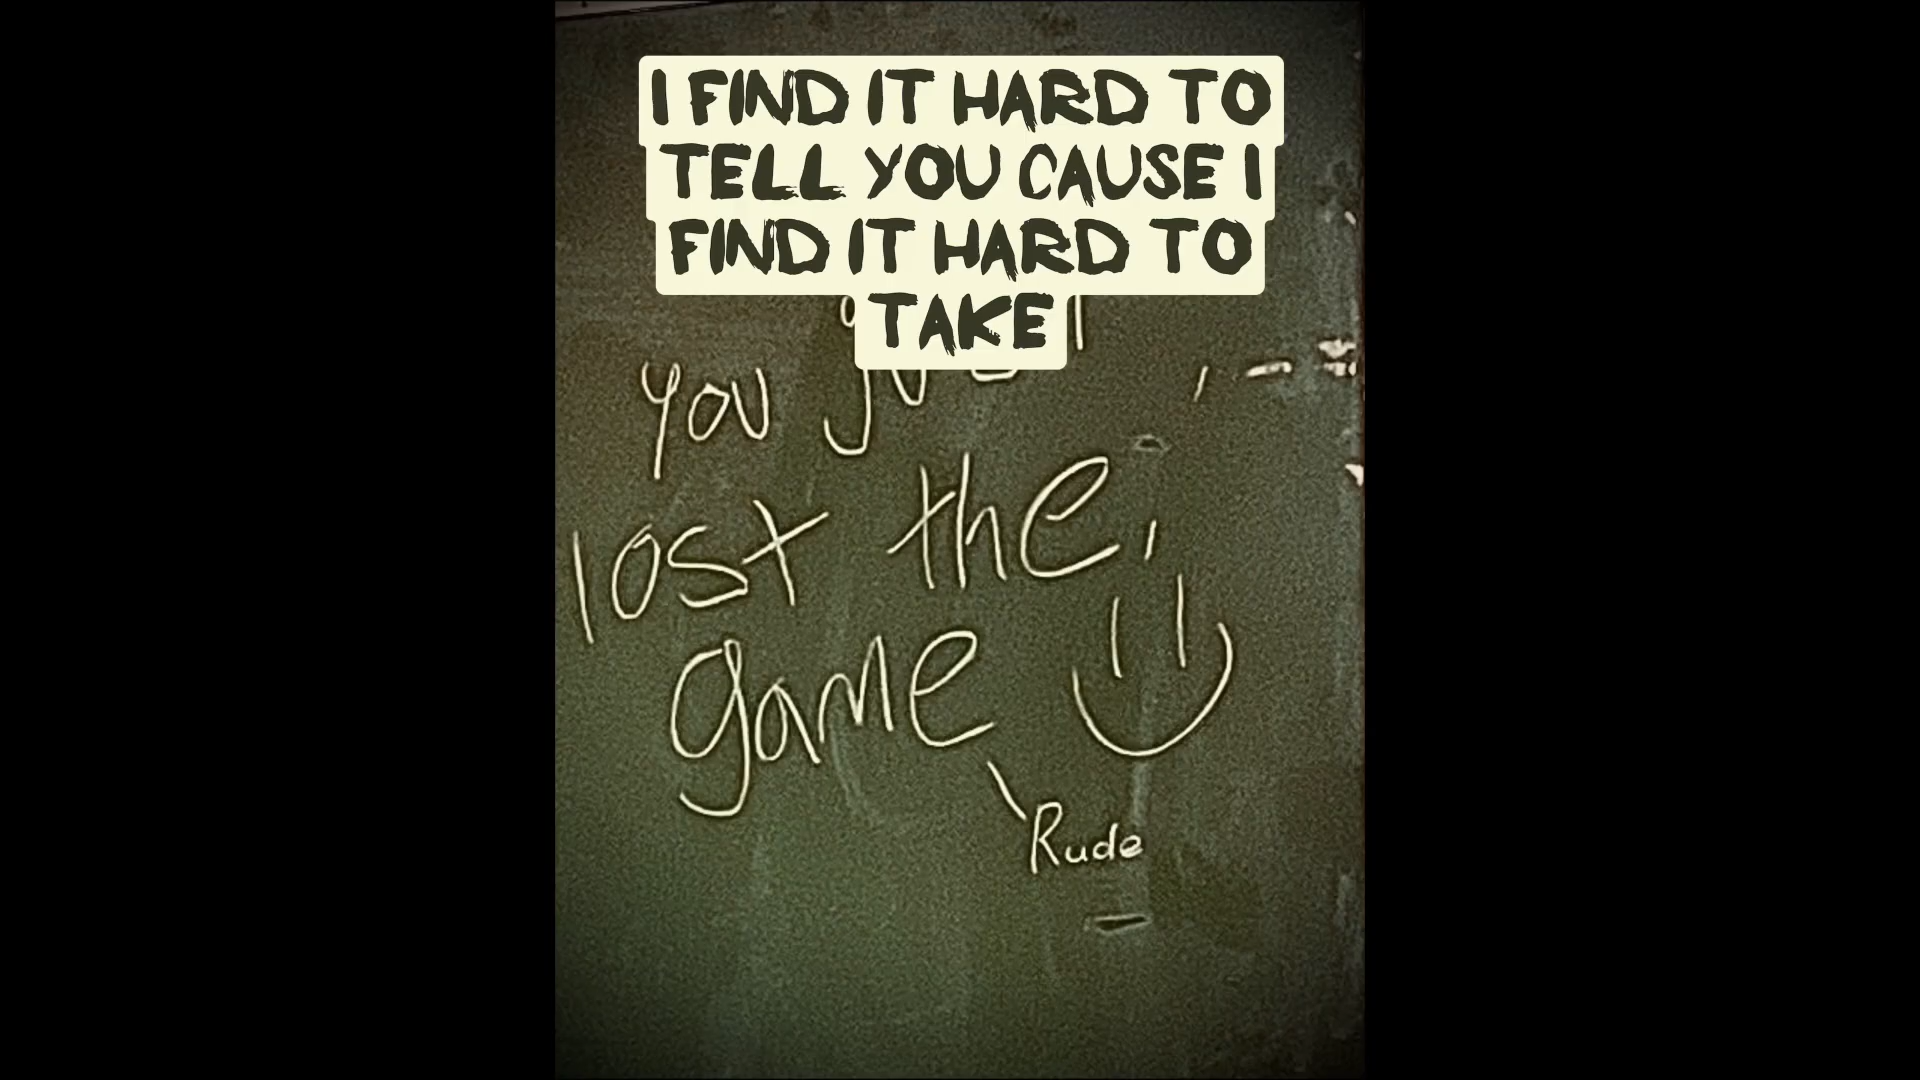 I FIND IT HARD TO
TELL YOU CAUSE I
FIND IT HARD TO
TAKE
you
lost the
game
Rude